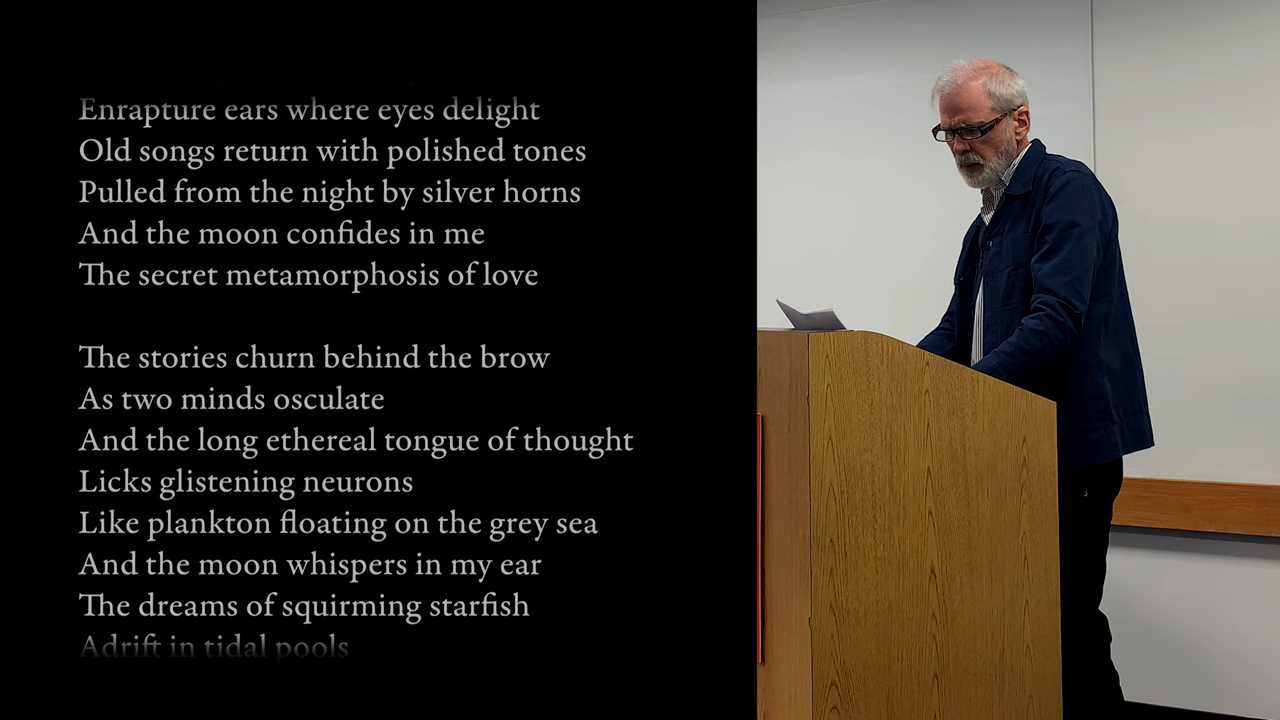 Enrapture ears where eyes delight
Old songs return with polished tones
Pulled from the night by silver horns
And the moon confides in me
The secret metamorphosis of love
The stories churn behind the brow
As two minds osculate
And the long ethereal tongue of thought
Licks glistening neurons
Like plankton floating on the grey sea
And the moon whispers in my ear
The dreams of squirming starfish
Adrift in tidal pools